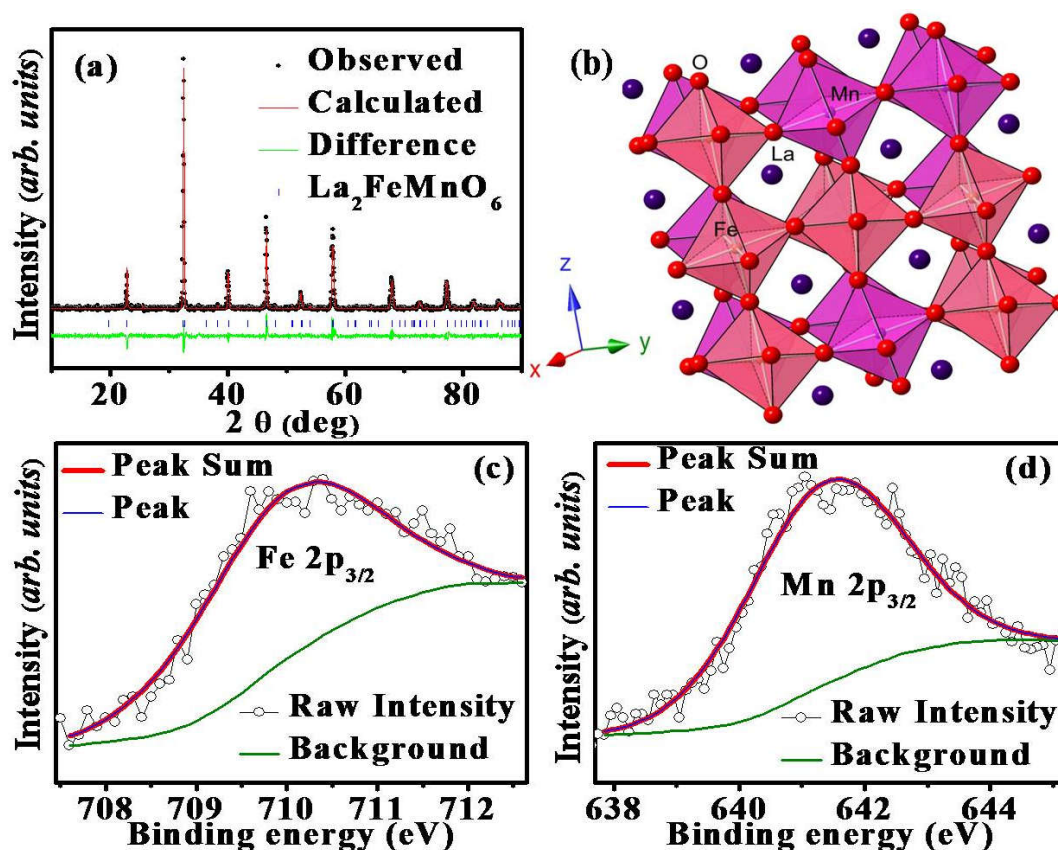 (a)
Observed
Calculated
Difference
La₂FeMnO₆
Intensity (arb. units)
20 40 60 80
2 θ (deg)
(b)
O
Mn
La
Fe
z
y
x
(c)
Peak Sum
Peak
Fe 2p₃/₂
Raw Intensity
Background
Intensity (arb. units)
708 709 710 711 712
Binding energy (eV)
(d)
Peak Sum
Peak
Mn 2p₃/₂
Raw Intensity
Background
Intensity (arb. units)
638 640 642 644
Binding energy (eV)